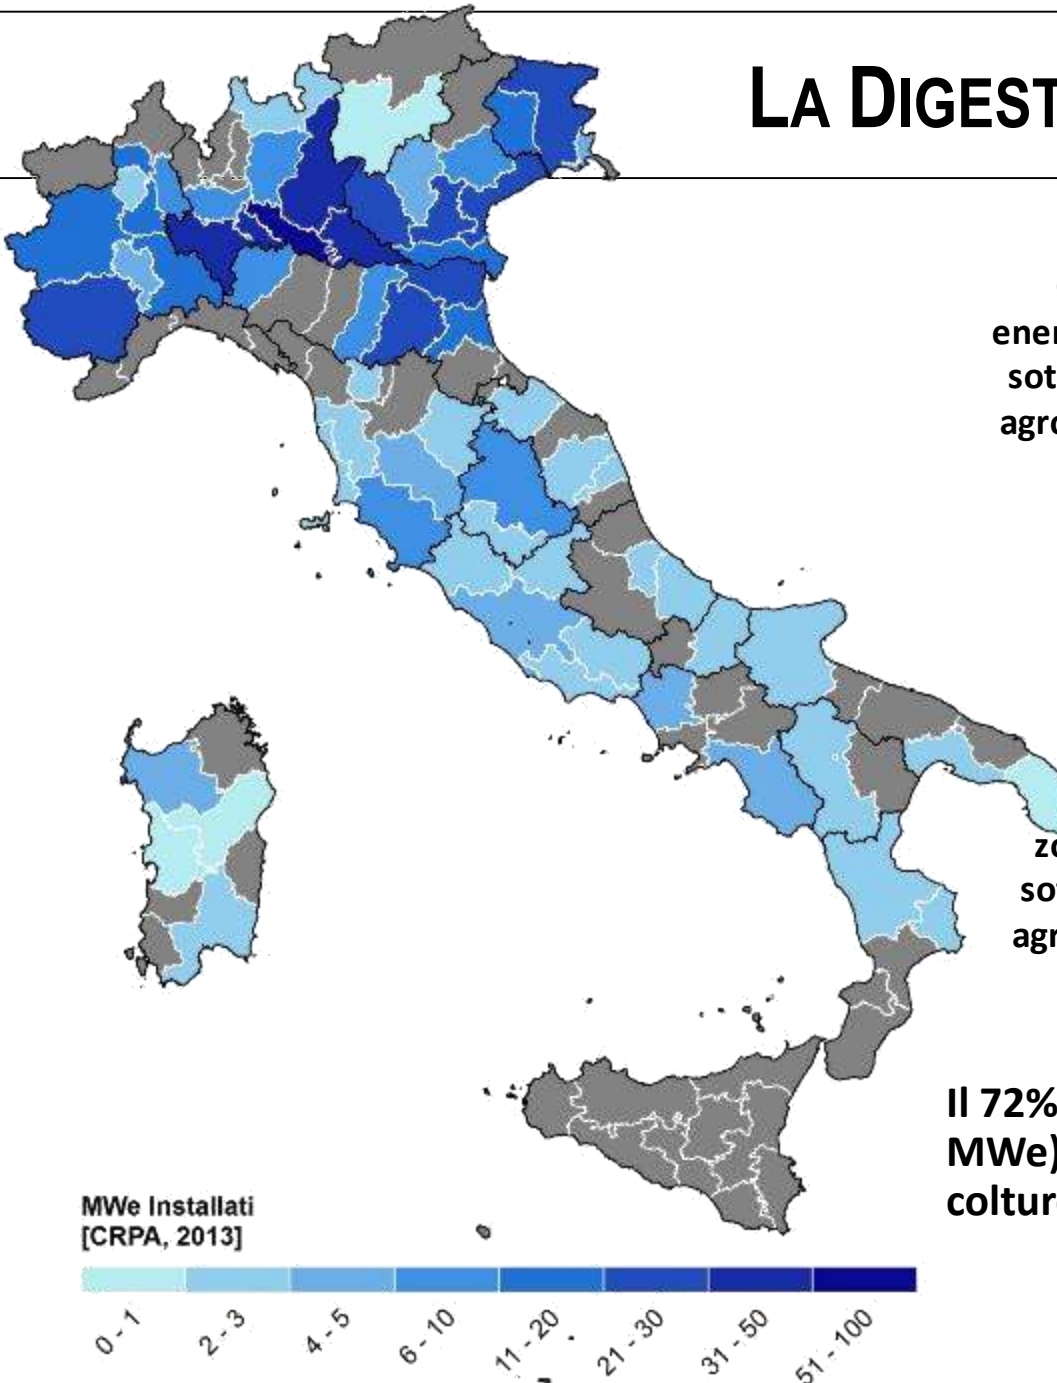 LA DIGEST
ener
sot
agro
zo
so
agr
Il 72%
MWe)
coltur
MWe Installati
[CRPA, 2013]
0 - 1
2 - 3
4 - 5
6 - 10
11 - 20
21 - 30
31 - 50
51 - 100